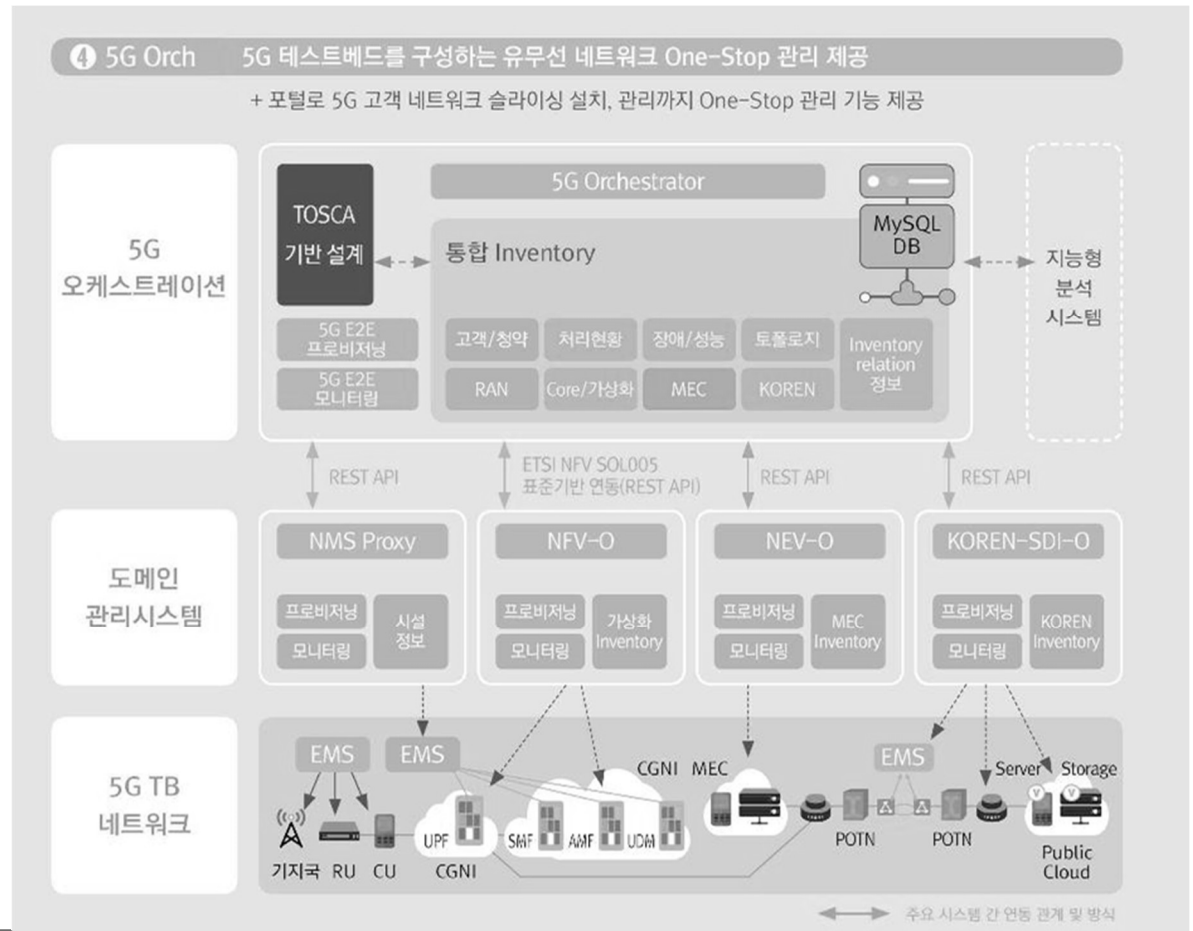 4 5G Orch 5G 테스트베드를 구성하는 유무선 네트워크 One-Stop 관리 제공
+ 포털로 5G 고객 네트워크 슬라이싱 설치, 관리까지 One-Stop 관리 기능 제공
5G
오케스트레이션
TOSCA
기반 설계
5G Orchestrator
통합 Inventory
MySQL
DB
지능형
분석
시스템
5G E2E
프로비저닝
5G E2E
모니터링
고객/청약 처리현황 장애/성능 토폴로지
RAN Core/가상화 MEC KOREN
Inventory
relation
정보
REST API
ETSI NFV SOL005
표준기반 연동(REST API)
REST API
REST API
도메인
관리시스템
NMS Proxy
프로비저닝
모니터링
시설
정보
NFV-O
프로비저닝
모니터링
가상화
Inventory
NEV-O
프로비저닝
모니터링
MEC
Inventory
KOREN-SDI-O
프로비저닝
모니터링
KOREN
Inventory
5G TB
네트워크
EMS EMS EMS
CGNI MEC Server Storage
V V
UPF SMF AMF UDM
POTN POTN
기지국 RU CU CGNI
Public
Cloud
주요 시스템 간 연동 관계 및 방식